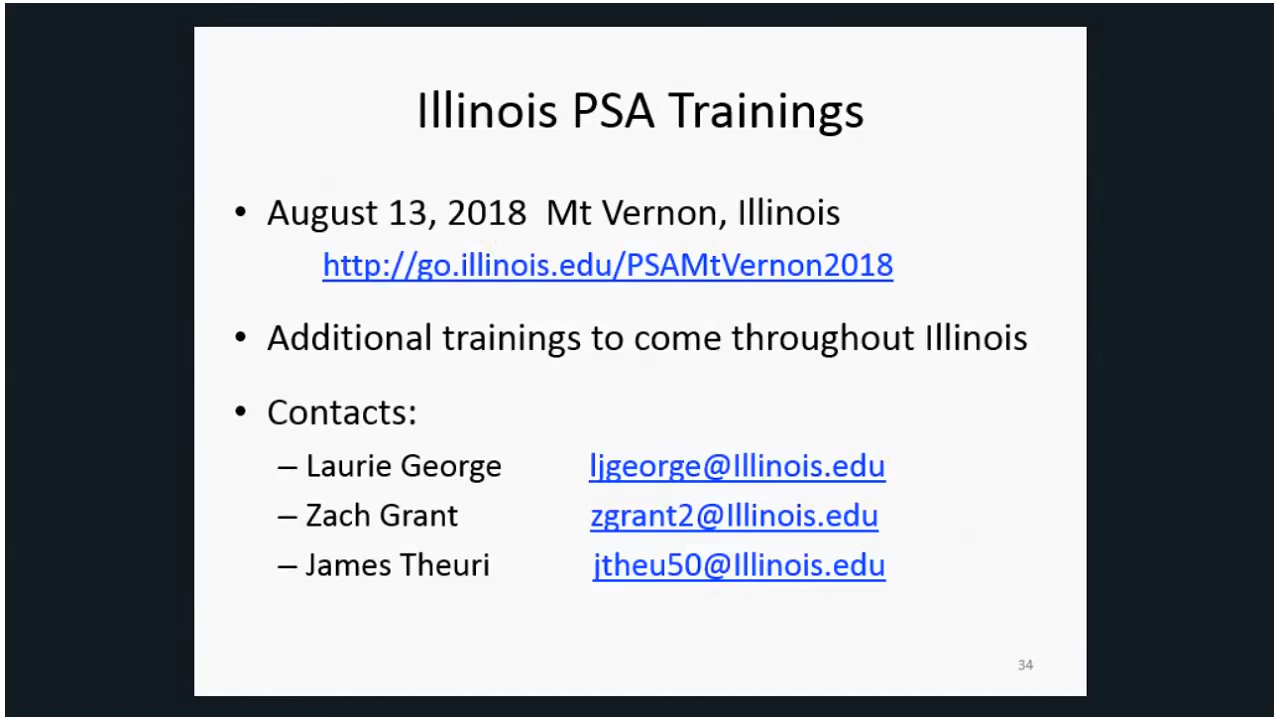 Illinois PSA Trainings
• August 13, 2018  Mt Vernon, Illinois
http://go.illinois.edu/PSAMtVernon2018
• Additional trainings to come throughout Illinois
• Contacts:
– Laurie George ljgeorge@Illinois.edu
– Zach Grant zgrant2@Illinois.edu
– James Theuri jtheu50@Illinois.edu
34